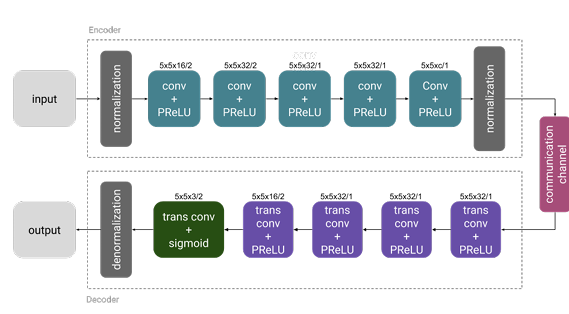 Encoder
5x5x16/2 5x5x32/2 5x5x32/1 5x5x32/1 5x5xc/1
input
normalization
conv
+
PReLU
conv
+
PReLU
conv
+
PReLU
conv
+
PReLU
Conv
+
PReLU
normalization
communication
channel
5x5x3/2 5x5x16/2 5x5x32/1 5x5x32/1 5x5x32/1
output
denormalization
trans conv
+
sigmoid
trans
conv
+
PReLU
trans
conv
+
PReLU
trans
conv
+
PReLU
trans
conv
+
PReLU
Decoder